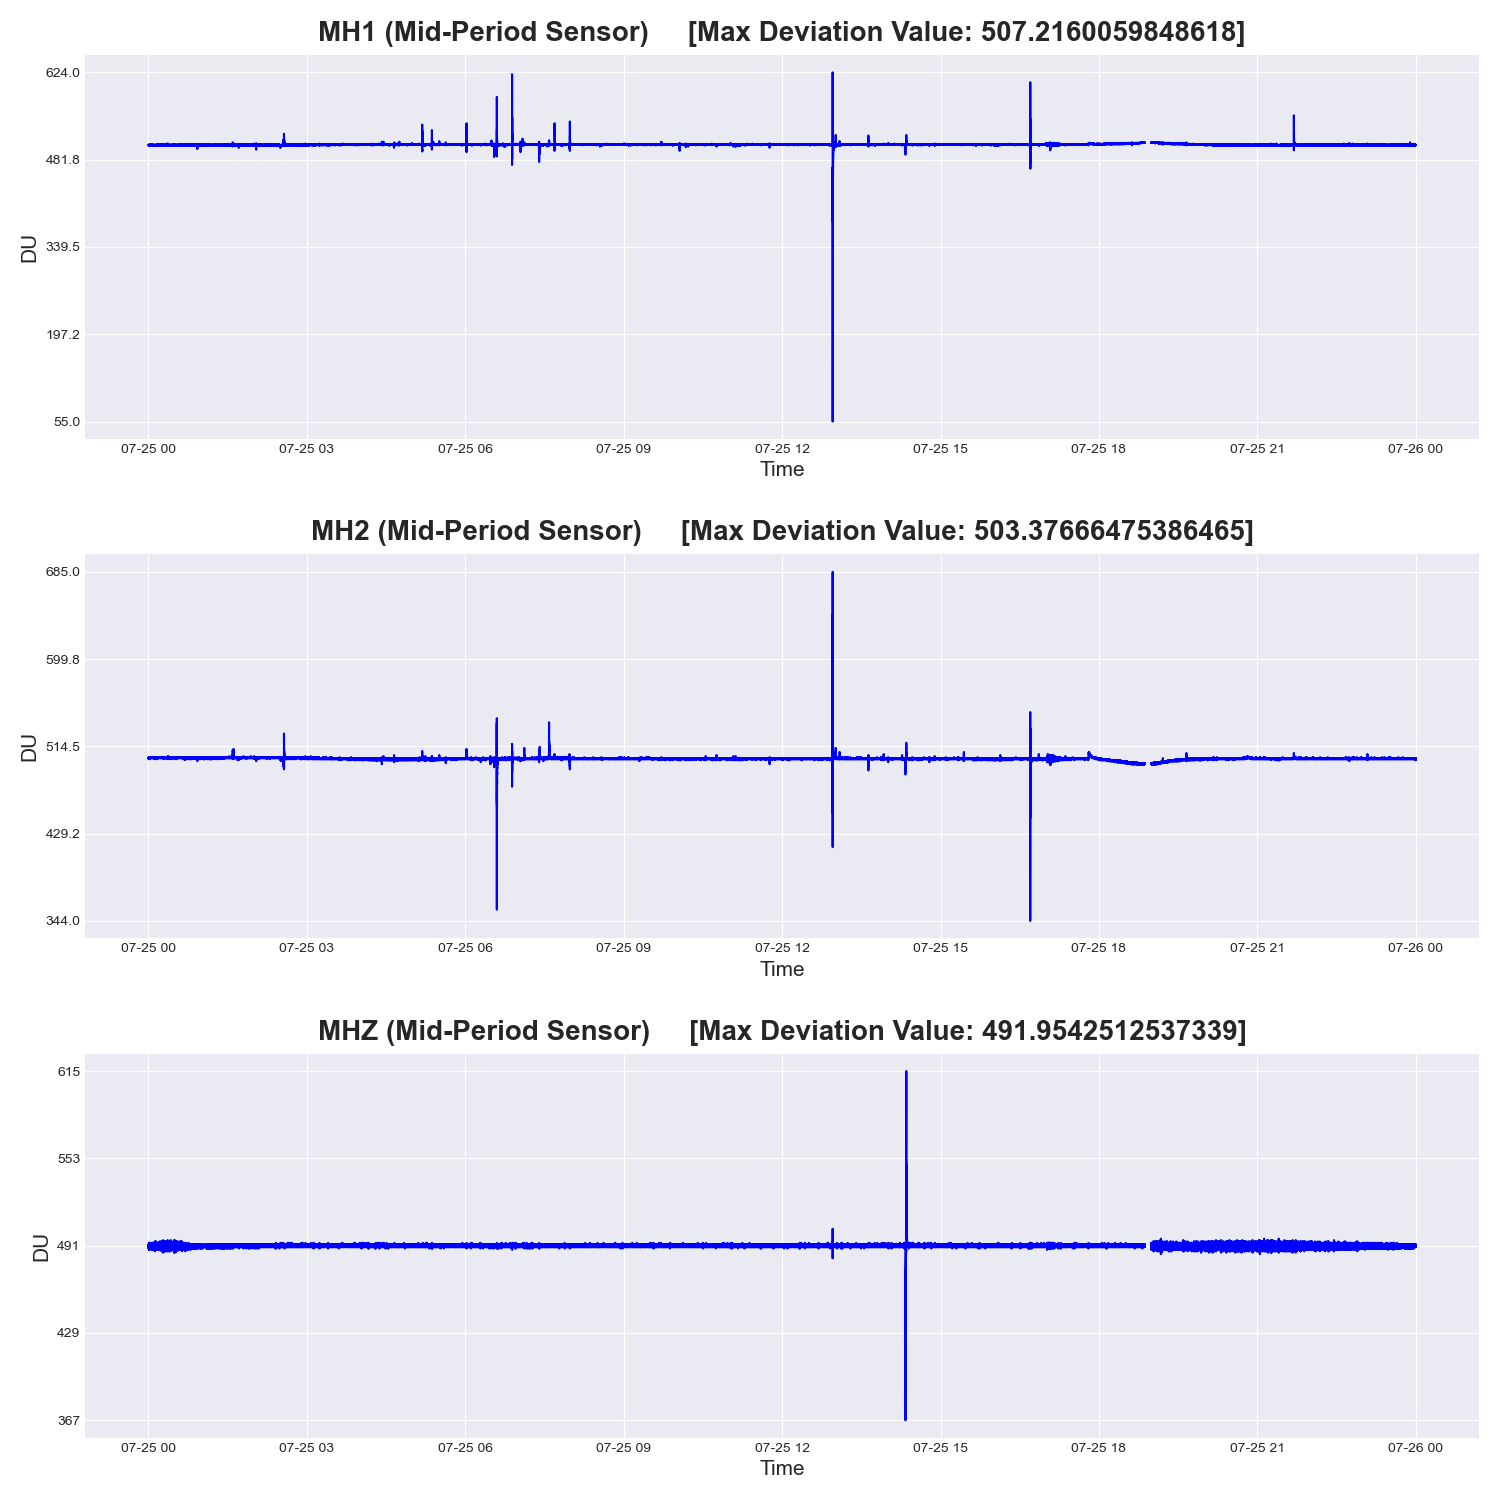 MH1 (Mid-Period Sensor) [Max Deviation Value: 507.2160059848618]
624.0
481.8
339.5
197.2
55.0
DU
07-25 00 07-25 03 07-25 06 07-25 09 07-25 12 07-25 15 07-25 18 07-25 21 07-26 00
Time
MH2 (Mid-Period Sensor) [Max Deviation Value: 503.37666475386465]
685.0
599.8
514.5
429.2
344.0
DU
07-25 00 07-25 03 07-25 06 07-25 09 07-25 12 07-25 15 07-25 18 07-25 21 07-26 00
Time
MHZ (Mid-Period Sensor) [Max Deviation Value: 491.9542512537339]
615
553
491
429
367
DU
07-25 00 07-25 03 07-25 06 07-25 09 07-25 12 07-25 15 07-25 18 07-25 21 07-26 00
Time